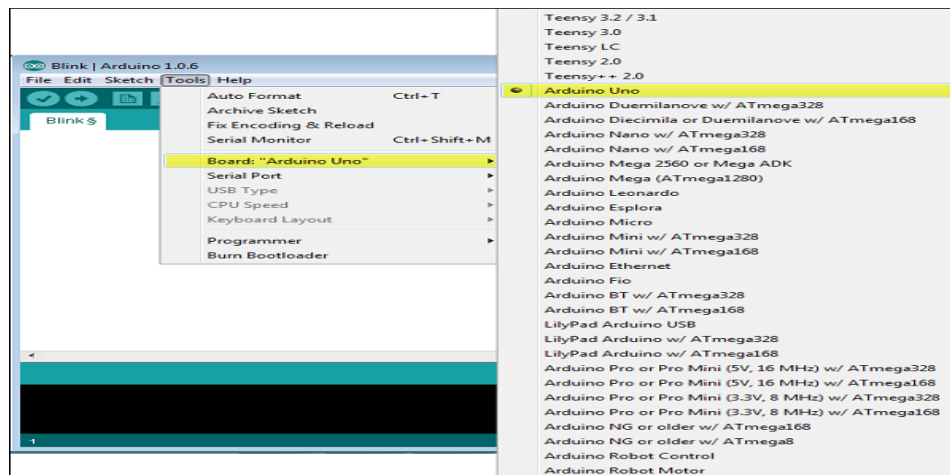 Blink | Arduino 1.0.6
File Edit Sketch Tools Help
Blink §
Auto Format Ctrl+T
Archive Sketch
Fix Encoding & Reload
Serial Monitor Ctrl+Shift+M
Board: "Arduino Uno"
Serial Port
USB Type
CPU Speed
Keyboard Layout
Programmer
Burn Bootloader
1
Teensy 3.2 / 3.1
Teensy 3.0
Teensy LC
Teensy 2.0
Teensy++ 2.0
Arduino Uno
Arduino Duemilanove w/ ATmega328
Arduino Diecimila or Duemilanove w/ ATmega168
Arduino Nano w/ ATmega328
Arduino Nano w/ ATmega168
Arduino Mega 2560 or Mega ADK
Arduino Mega (ATmega1280)
Arduino Leonardo
Arduino Esplora
Arduino Micro
Arduino Mini w/ ATmega328
Arduino Mini w/ ATmega168
Arduino Ethernet
Arduino Fio
Arduino BT w/ ATmega328
Arduino BT w/ ATmega168
LilyPad Arduino USB
LilyPad Arduino w/ ATmega328
LilyPad Arduino w/ ATmega168
Arduino Pro or Pro Mini (5V, 16 MHz) w/ ATmega328
Arduino Pro or Pro Mini (5V, 16 MHz) w/ ATmega168
Arduino Pro or Pro Mini (3.3V, 8 MHz) w/ ATmega328
Arduino Pro or Pro Mini (3.3V, 8 MHz) w/ ATmega168
Arduino NG or older w/ ATmega168
Arduino NG or older w/ ATmega8
Arduino Robot Control
Arduino Robot Motor